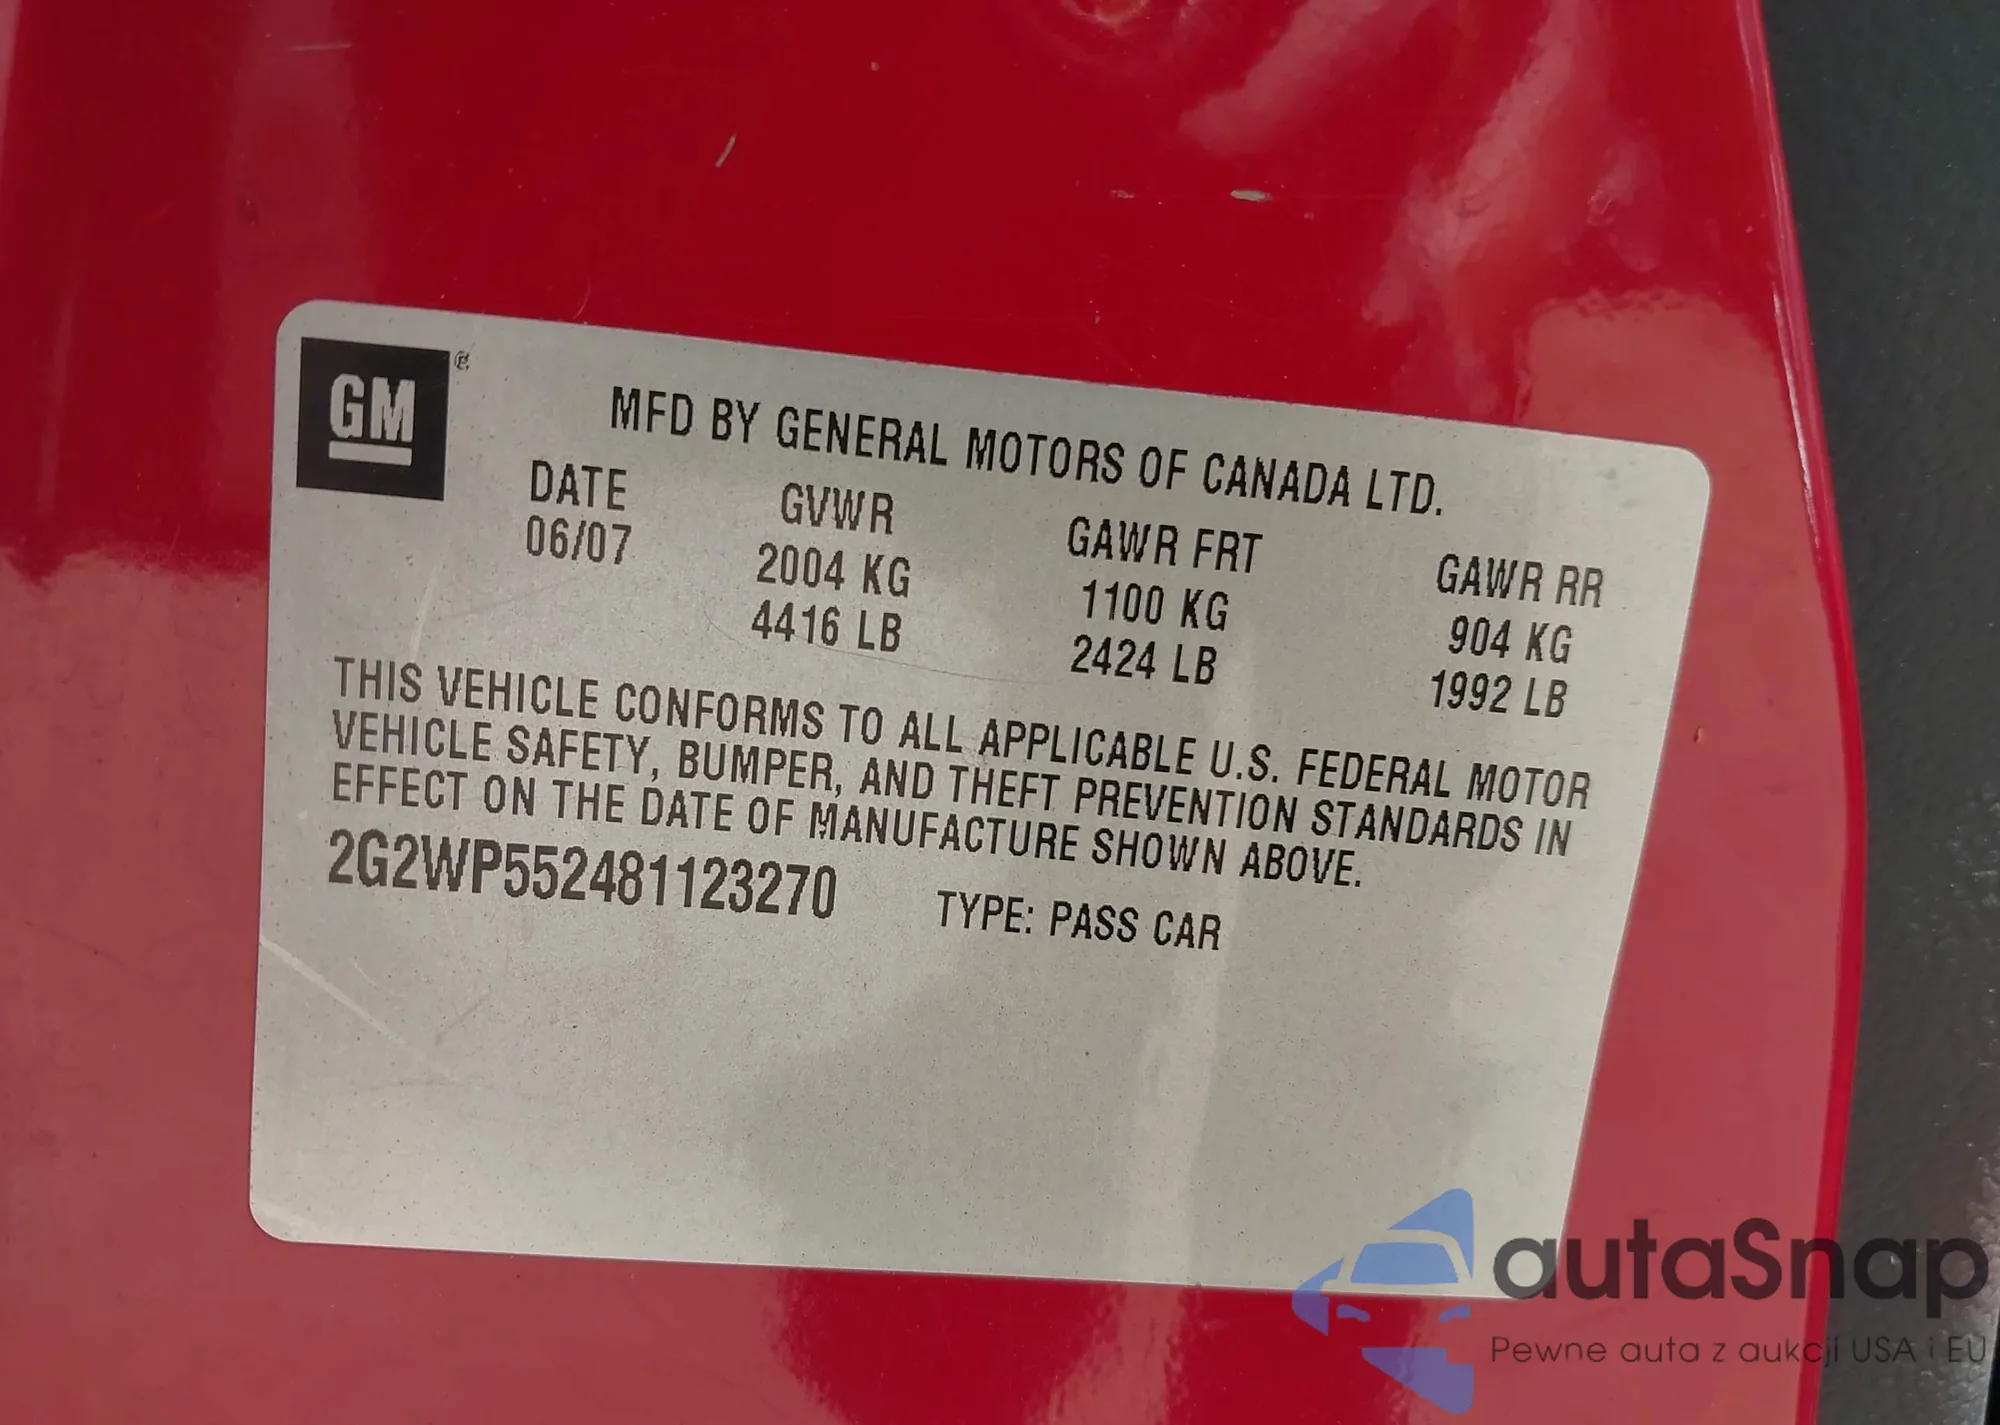 GM ®
MFD BY GENERAL MOTORS OF CANADA LTD.
DATE GVWR GAWR FRT GAWR RR
06/07 2004 KG 1100 KG 904 KG
4416 LB 2424 LB 1992 LB
THIS VEHICLE CONFORMS TO ALL APPLICABLE U.S. FEDERAL MOTOR
VEHICLE SAFETY, BUMPER, AND THEFT PREVENTION STANDARDS IN
EFFECT ON THE DATE OF MANUFACTURE SHOWN ABOVE.
2G2WP552481123270 TYPE: PASS CAR
autaSnap
Pewne auta z aukcji USA i EU